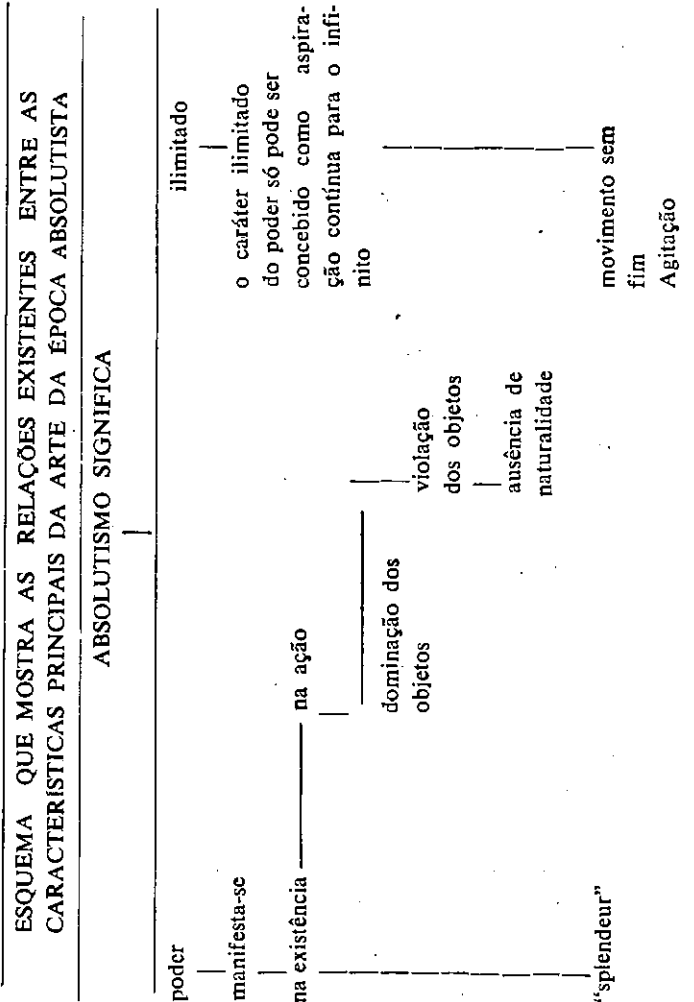 ESQUEMA QUE MOSTRA AS RELAÇÕES EXISTENTES ENTRE AS
CARACTERÍSTICAS PRINCIPAIS DA ARTE DA ÉPOCA ABSOLUTISTA
ABSOLUTISMO SIGNIFICA
poder
manifesta-se
na existência
"splendeur"
na ação
dominação dos
objetos
violação
dos objetos
ausência de
naturalidade
ilimitado
o caráter ilimitado
do poder só pode ser
concebido como aspira-
ção contínua para o infi-
nito
movimento sem
fim
Agitação